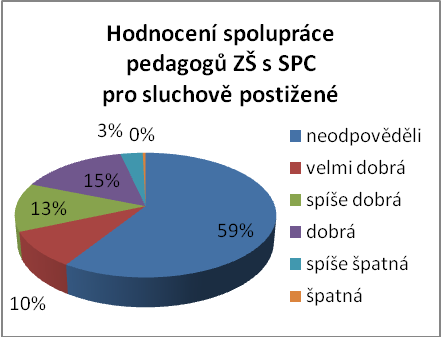 Hodnocení spolupráce
pedagogů ZŠ s SPC
pro sluchově postižené
3% 0%
15%
13%
59%
10%
neodpověděli
velmi dobrá
spíše dobrá
dobrá
spíše špatná
špatná